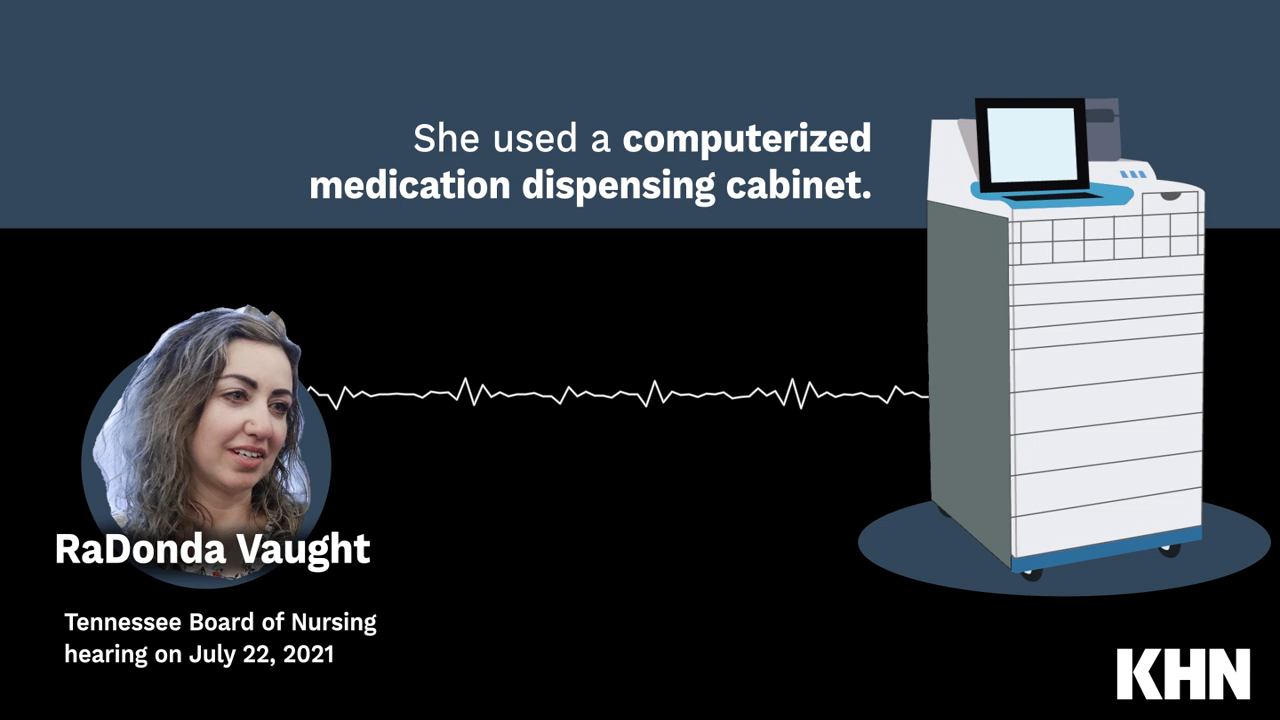 She used a computerized
medication dispensing cabinet.
RaDonda Vaught
Tennessee Board of Nursing
hearing on July 22, 2021
KHN